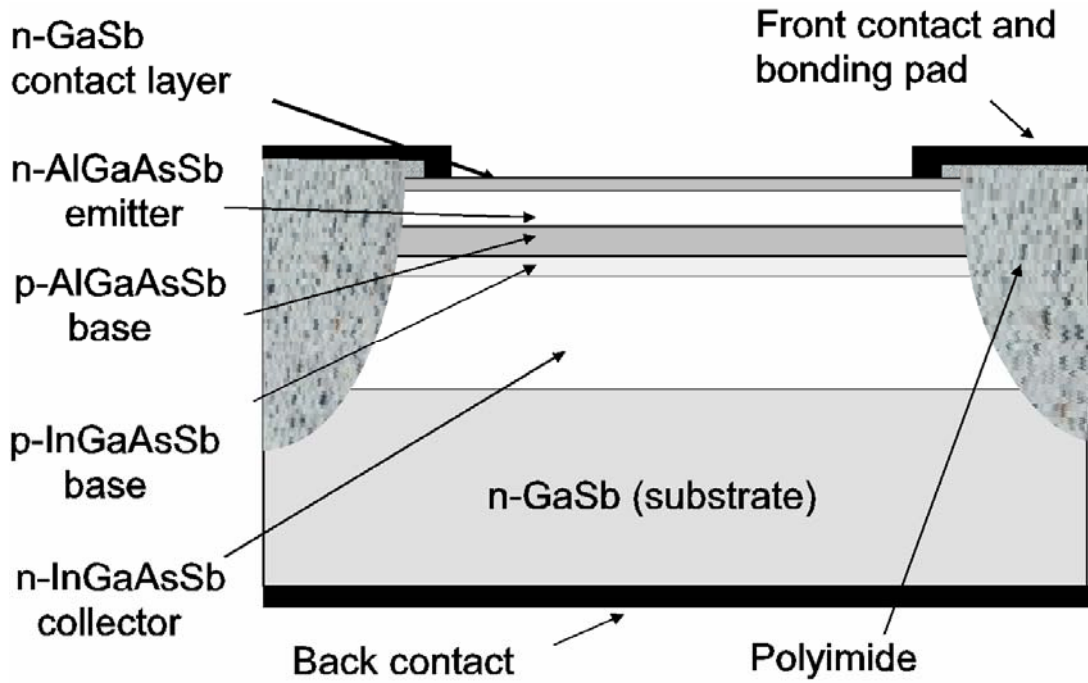 n-GaSb
contact layer
Front contact and
bonding pad
n-AlGaAsSb
emitter
p-AlGaAsSb
base
p-InGaAsSb
base
n-GaSb (substrate)
n-InGaAsSb
collector
Back contact
Polyimide